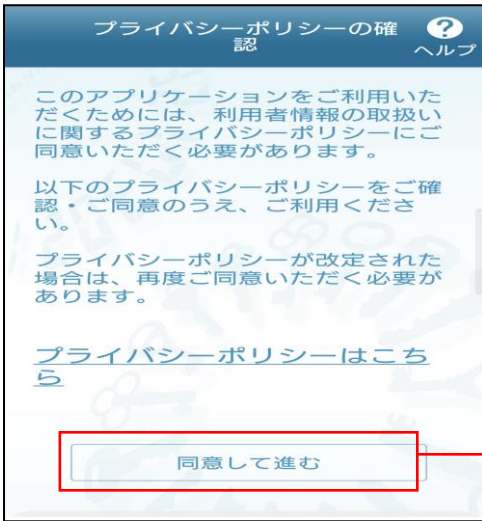 プライバシーポリシーの確
認
?
ヘルプ
このアプリケーションをご利用いた
だくためには、利用者情報の取扱い
に関するプライバシーポリシーにご
同意いただく必要があります。
以下のプライバシーポリシーをご確
認・ご同意のうえ、ご利用くださ
い。
プライバシーポリシーが改定された
場合は、再度ご同意いただく必要が
あります。
プライバシーポリシーはこち
ら
同意して進む